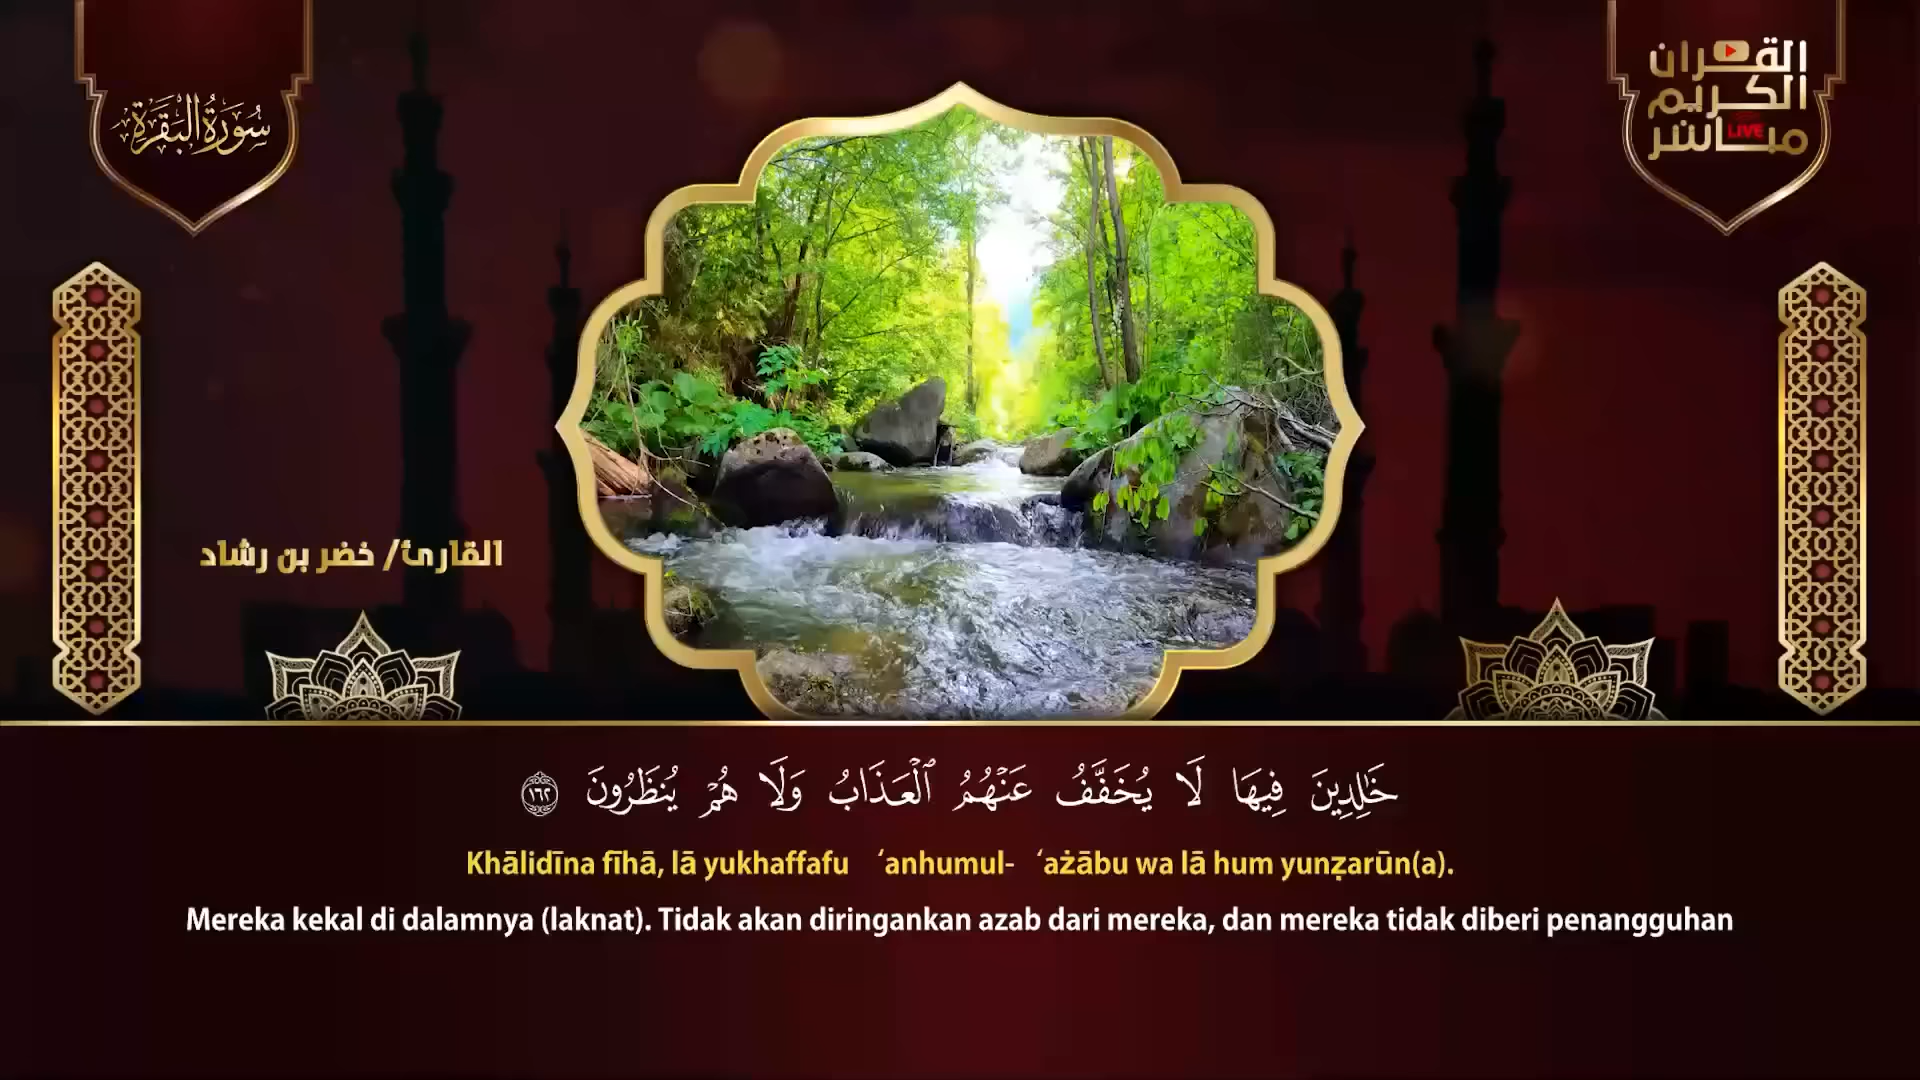 سُورَةُ البَقَرَةِ
القرآن
الكريم
مباشر
LIVE
القارئ/ خضر بن رشاد
خَٰلِدِينَ فِيهَا لَا يُخَفَّفُ عَنْهُمُ ٱلْعَذَابُ وَلَا هُمْ يُنظَرُونَ ١٦٢
Khālidīna fīhā, lā yukhaffafu ‘anhumul- ‘ażābu wa lā hum yunẓarūn(a).
Mereka kekal di dalamnya (laknat). Tidak akan diringankan azab dari mereka, dan mereka tidak diberi penangguhan